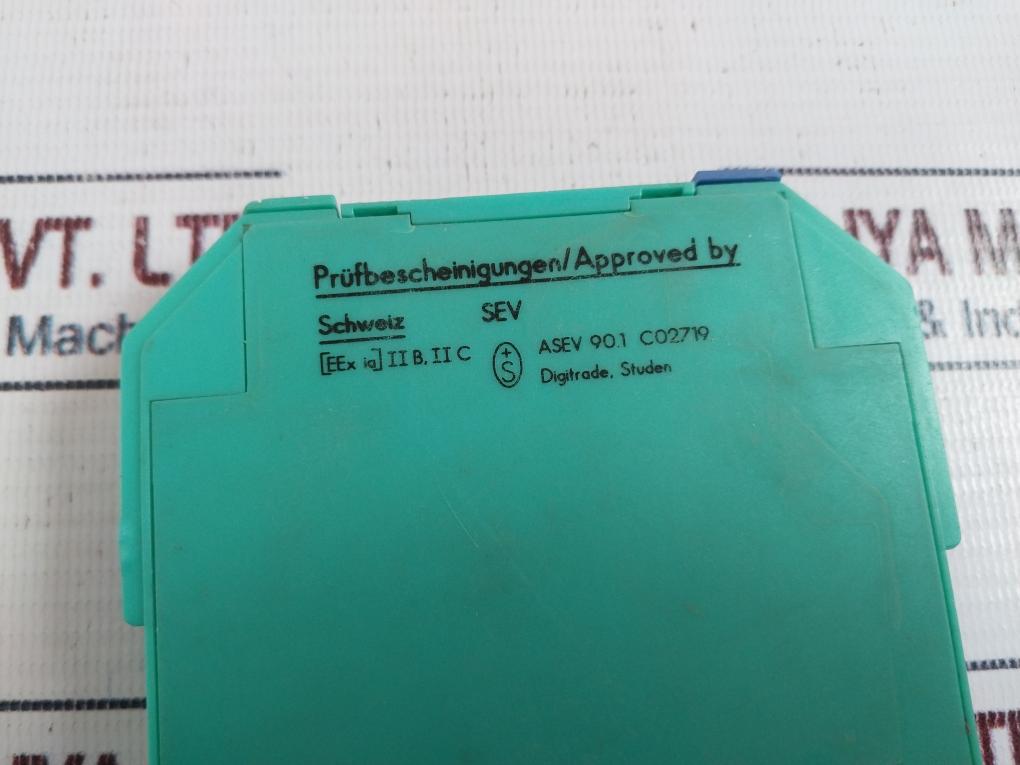 Prüfbescheinigungen/Approved by
Schweiz SEV
[EEx ia] II B, II C +S ASEV 90.1 C02719
Digitrade, Studen
VT. LT
IYA M
Mach
& Ind